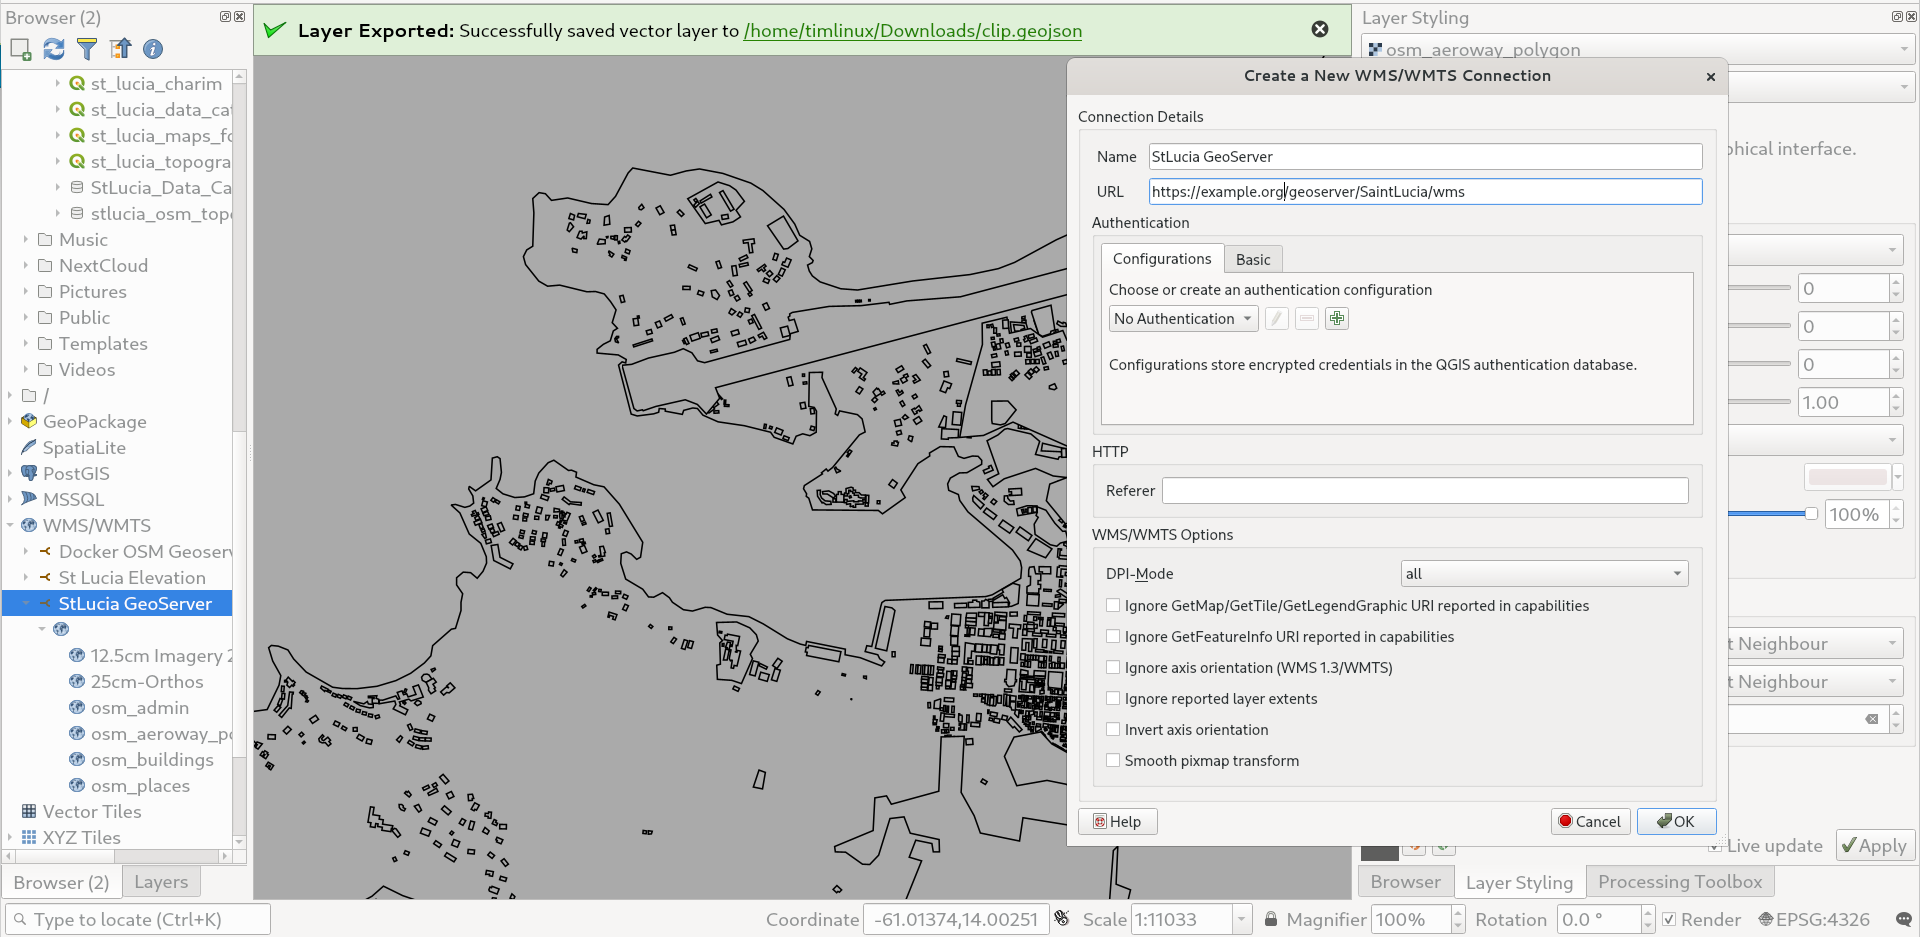 Browser (2)
st_lucia_charim
st_lucia_data_cat
st_lucia_maps_fo
st_lucia_topogra
StLucia_Data_Ca
stlucia_osm_topo
Music
NextCloud
Pictures
Public
Templates
Videos
/
GeoPackage
SpatiaLite
PostGIS
MSSQL
WMS/WMTS
Docker OSM Geoserv
St Lucia Elevation
StLucia GeoServer
12.5cm Imagery 2
25cm-Orthos
osm_admin
osm_aeroway_po
osm_buildings
osm_places
Vector Tiles
XYZ Tiles
Browser (2)
Layers
Layer Exported: Successfully saved vector layer to /home/timlinux/Downloads/clip.geojson
Create a New WMS/WMTS Connection
Connection Details
Name StLucia GeoServer
URL https://example.org/geoserver/SaintLucia/wms
Authentication
Configurations Basic
Choose or create an authentication configuration
No Authentication
Configurations store encrypted credentials in the QGIS authentication database.
HTTP
Referer
WMS/WMTS Options
DPI-Mode all
Ignore GetMap/GetTile/GetLegendGraphic URI reported in capabilities
Ignore GetFeatureInfo URI reported in capabilities
Ignore axis orientation (WMS 1.3/WMTS)
Ignore reported layer extents
Invert axis orientation
Smooth pixmap transform
Help Cancel OK
Layer Styling
osm_aeroway_polygon
phical interface.
0
0
0
1.00
100%
t Neighbour
t Neighbour
Live update Apply
Browser Layer Styling Processing Toolbox
Type to locate (Ctrl+K) Coordinate -61.01374,14.00251 Scale 1:11033 Magnifier 100% Rotation 0.0 ° Render EPSG:4326